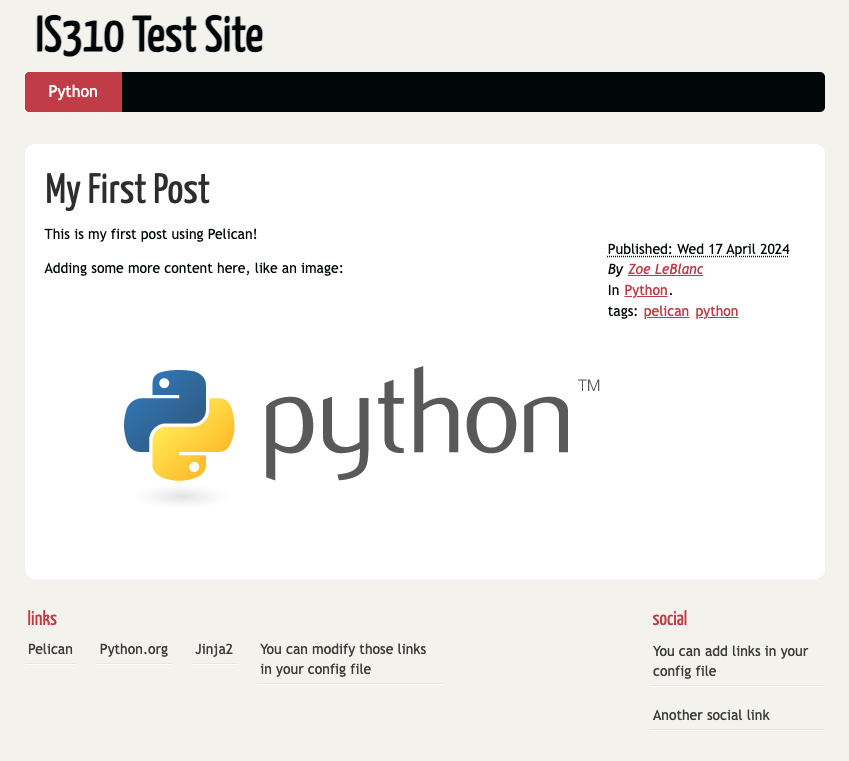 IS310 Test Site
Python
My First Post
This is my first post using Pelican!
Adding some more content here, like an image:
Published: Wed 17 April 2024
By Zoe LeBlanc
In Python.
tags: pelican python
python TM
links
Pelican Python.org Jinja2 You can modify those links
in your config file
social
You can add links in your
config file
Another social link